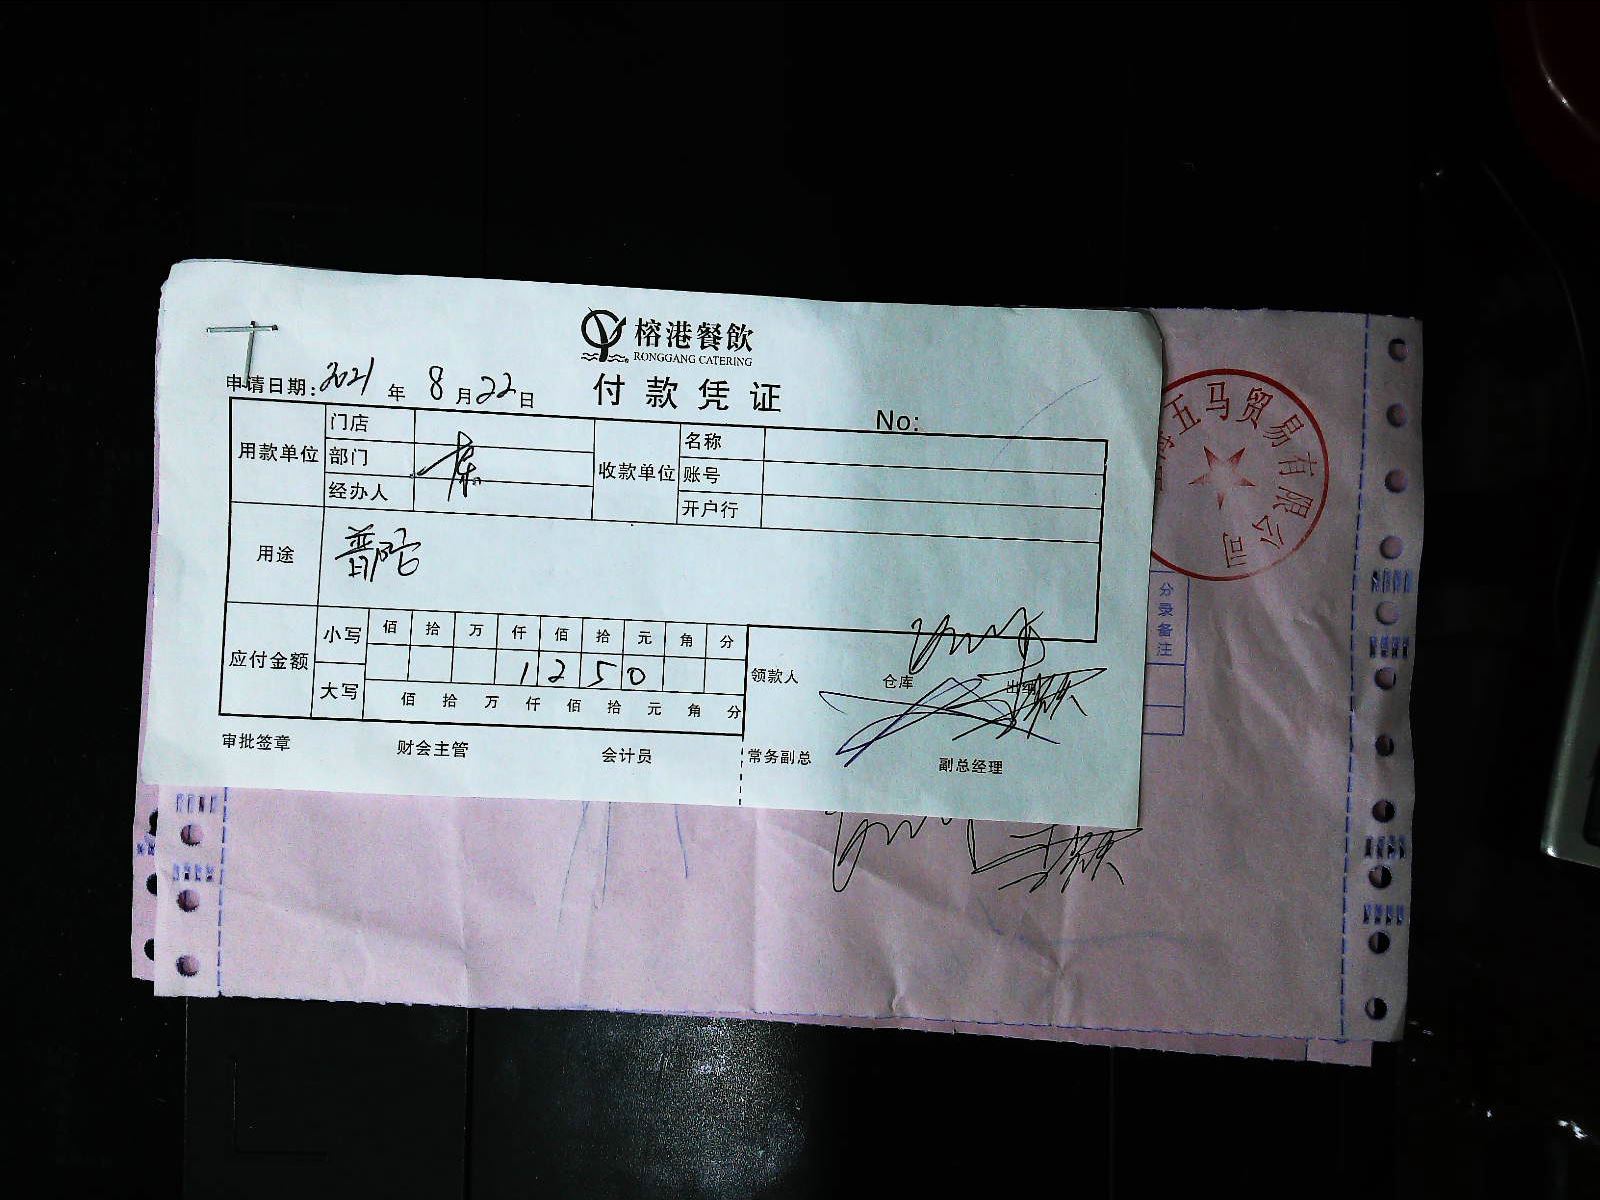 榕港餐飲
RONGGANG CATERING
付款凭证
申请日期: 2021 年 8 月 22 日
No:
用款单位 门店 收款单位 名称
部门 账号
经办人 开户行
用途 普陀
应付金额 小写 佰 拾 万 仟 佰 拾 元 角 分
1 2 5 0
大写 佰 拾 万 仟 佰 拾 元 角 分
领款人 仓库 出纳
审批签章 财会主管 会计员 常务副总 副总经理
五马贸易有限公司
分录备注